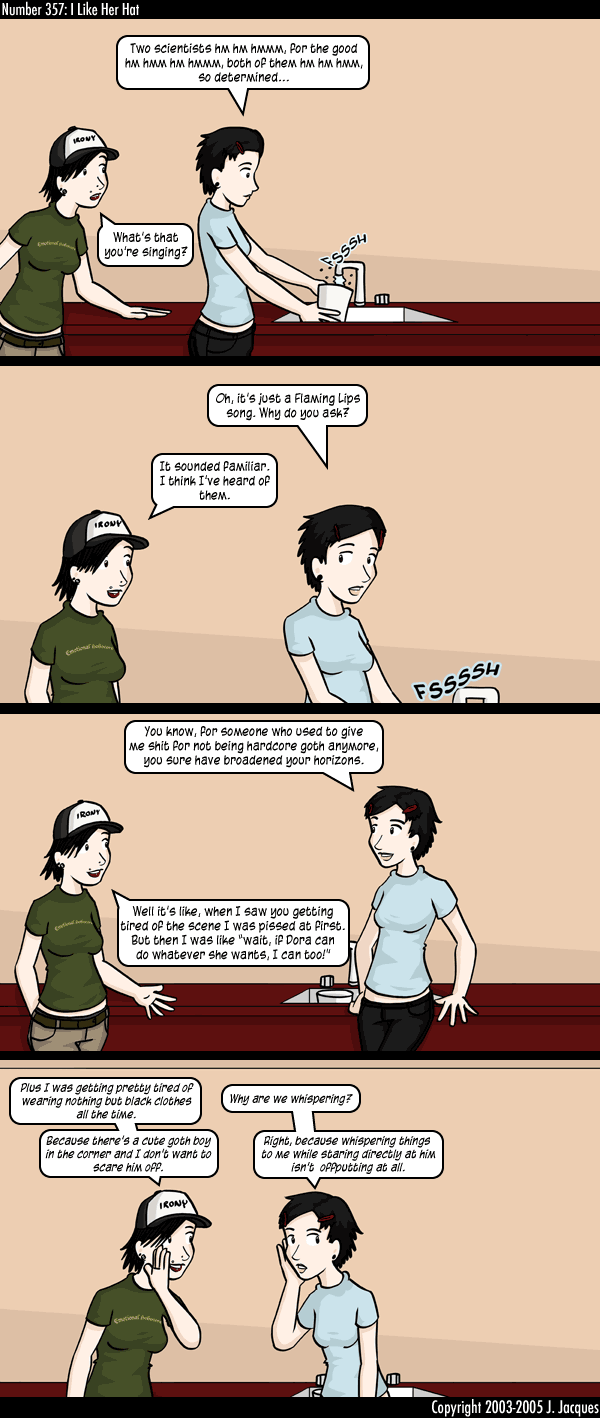 Number 357: I Like Her Hat
Two scientists hm hm hmmm, for the good
hm hmm hm hmmm, both of them hm hm hmm,
so determined...
IRONY
What's that
you're singing?
FSSSH
Oh, it's just a Flaming Lips
song. Why do you ask?
It sounded familiar.
I think I've heard of
them.
IRONY
Emotional
FSSSSSH
You know, for someone who used to give
me shit for not being hardcore goth anymore,
you sure have broadened your horizons.
IRONY
Emotional
Well it's like, when I saw you getting
tired of the scene I was pissed at first.
But then I was like "wait, if Dora can
do whatever she wants, I can too!"
Plus I was getting pretty tired of
wearing nothing but black clothes
all the time.
Why are we whispering?
Because there's a cute goth boy
in the corner and I don't want to
scare him off.
Right, because whispering things
to me while staring directly at him
isn't offputting at all.
IRONY
Emotional
Copyright 2003-2005 J. Jacques